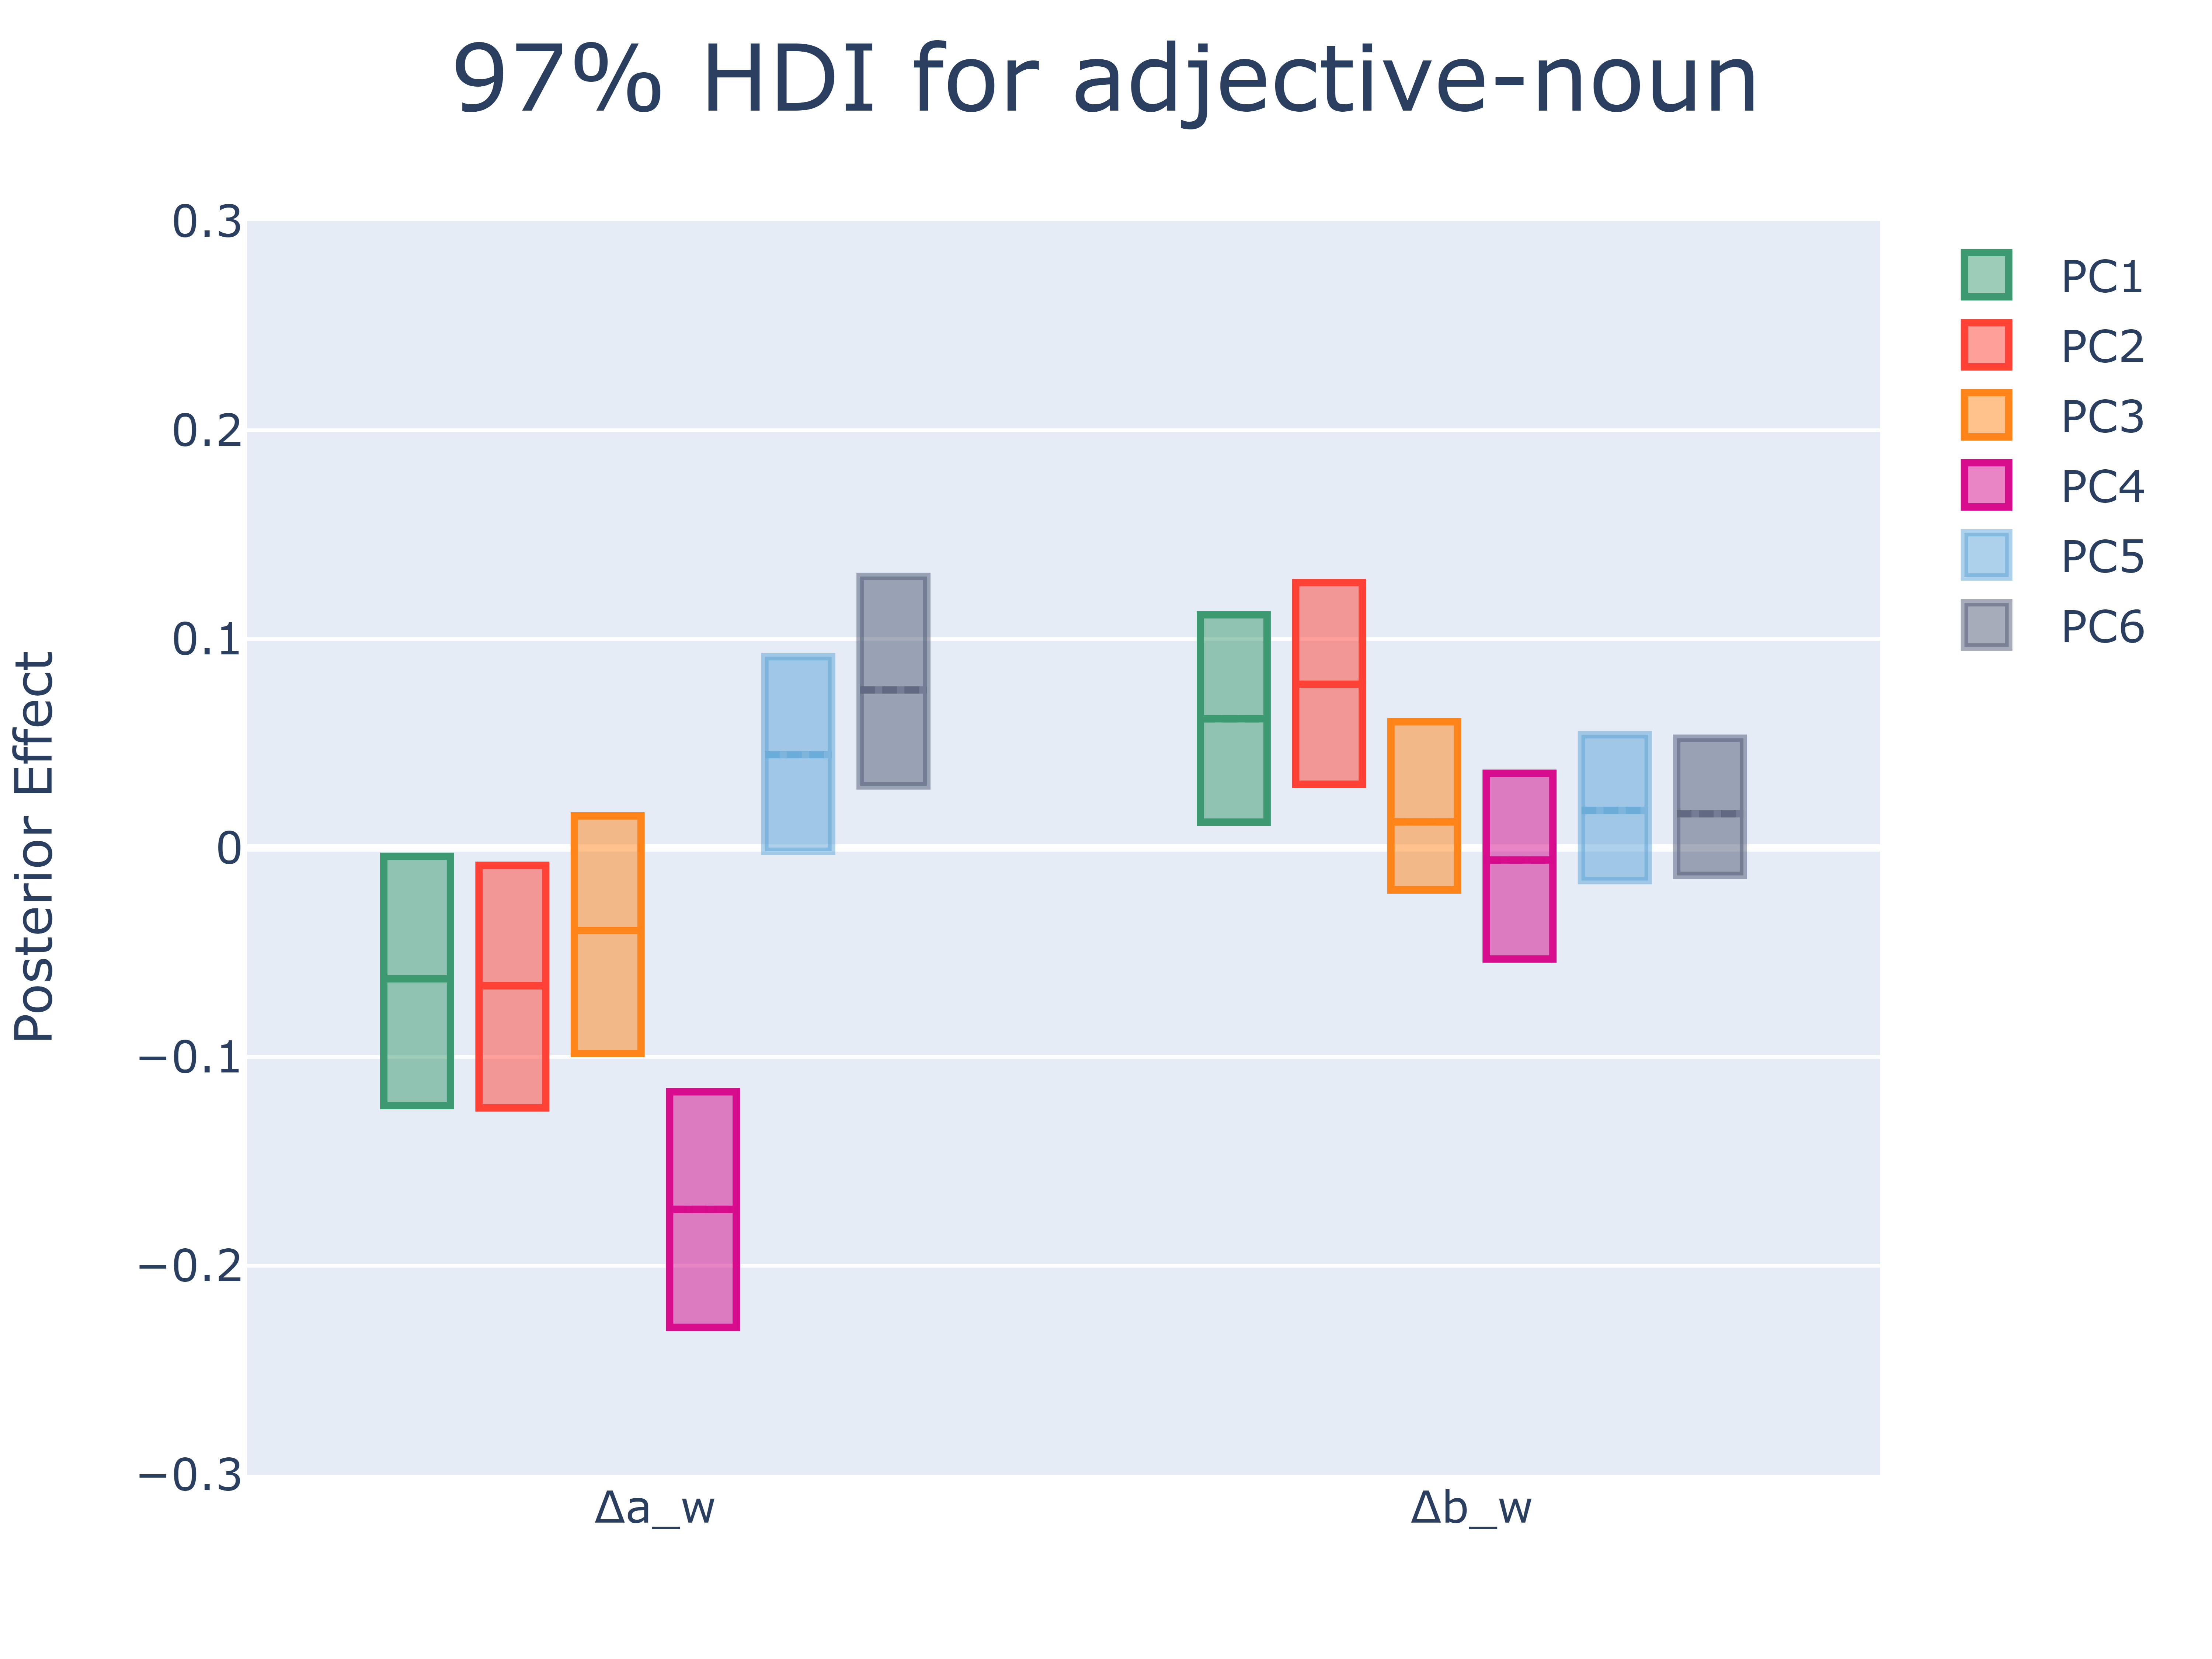 97% HDI for adjective-noun
0.3
0.2
0.1
0
−0.1
−0.2
−0.3
Posterior Effect
Δa_w
Δb_w
PC1
PC2
PC3
PC4
PC5
PC6